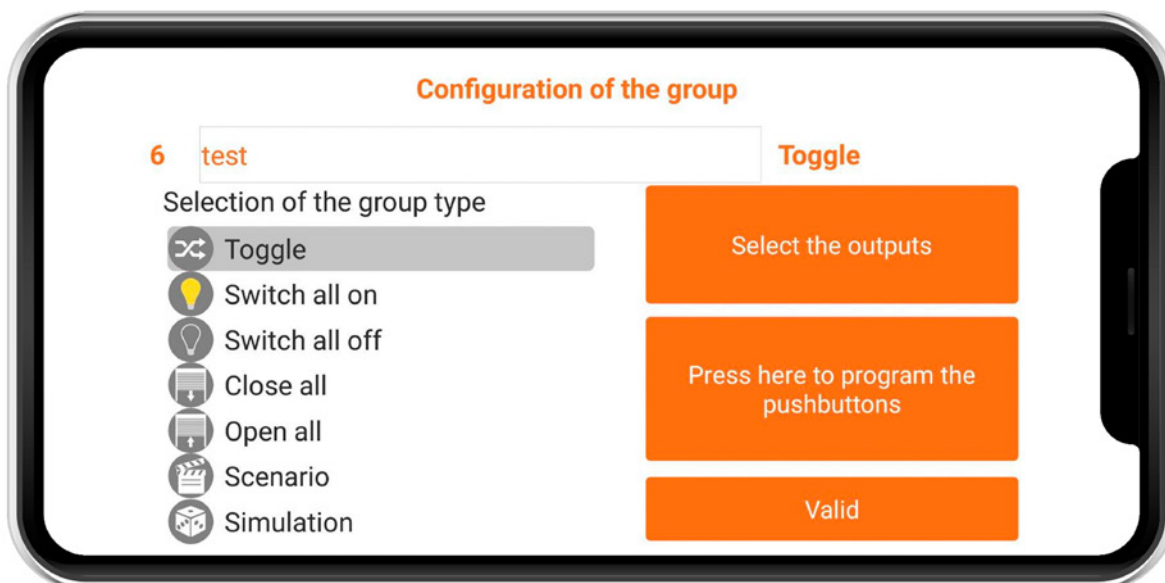 Configuration of the group
6 test Toggle
Selection of the group type
Toggle
Switch all on
Switch all off
Close all
Open all
Scenario
Simulation
Select the outputs
Press here to program the
pushbuttons
Valid